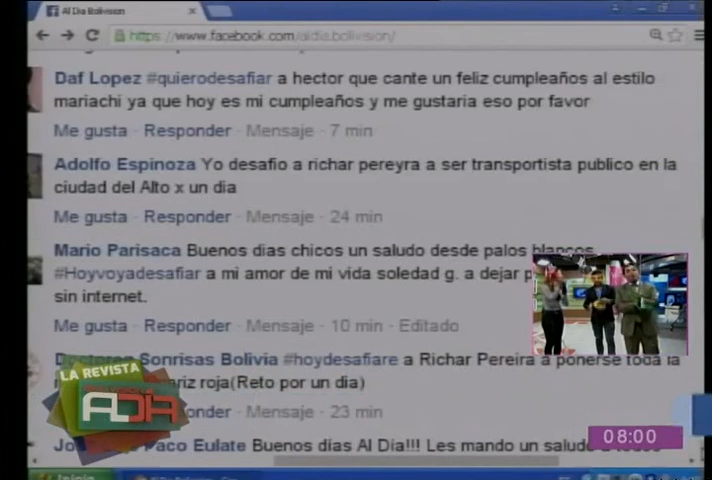 Al Dia Bolivision
https://www.facebook.com/aldia.bolivision/
Daf Lopez #quierodesafiar a hector que cante un feliz cumpleaños al estilo
mariachi ya que hoy es mi cumpleaños y me gustaria eso por favor
Me gusta · Responder · Mensaje · 7 min
Adolfo Espinoza Yo desafio a richar pereyra a ser transportista publico en la
ciudad del Alto x un dia
Me gusta · Responder · Mensaje · 24 min
Mario Parisaca Buenos dias chicos un saludo desde palos blancos
#Hoyvoyadesafiar a mi amor de mi vida soledad g. a dejar
sin internet.
Me gusta · Responder · Mensaje · 10 min · Editado
Sonrisas Bolivia #hoydesafiare a Richar Pereira a ponerse toda la
nariz roja(Reto por un dia)
Mensaje · 23 min
Paco Eulate Buenos días Al Dia!!! Les mando un saludo a todos
LA REVISTA
AL DIA
08:00
Inicio